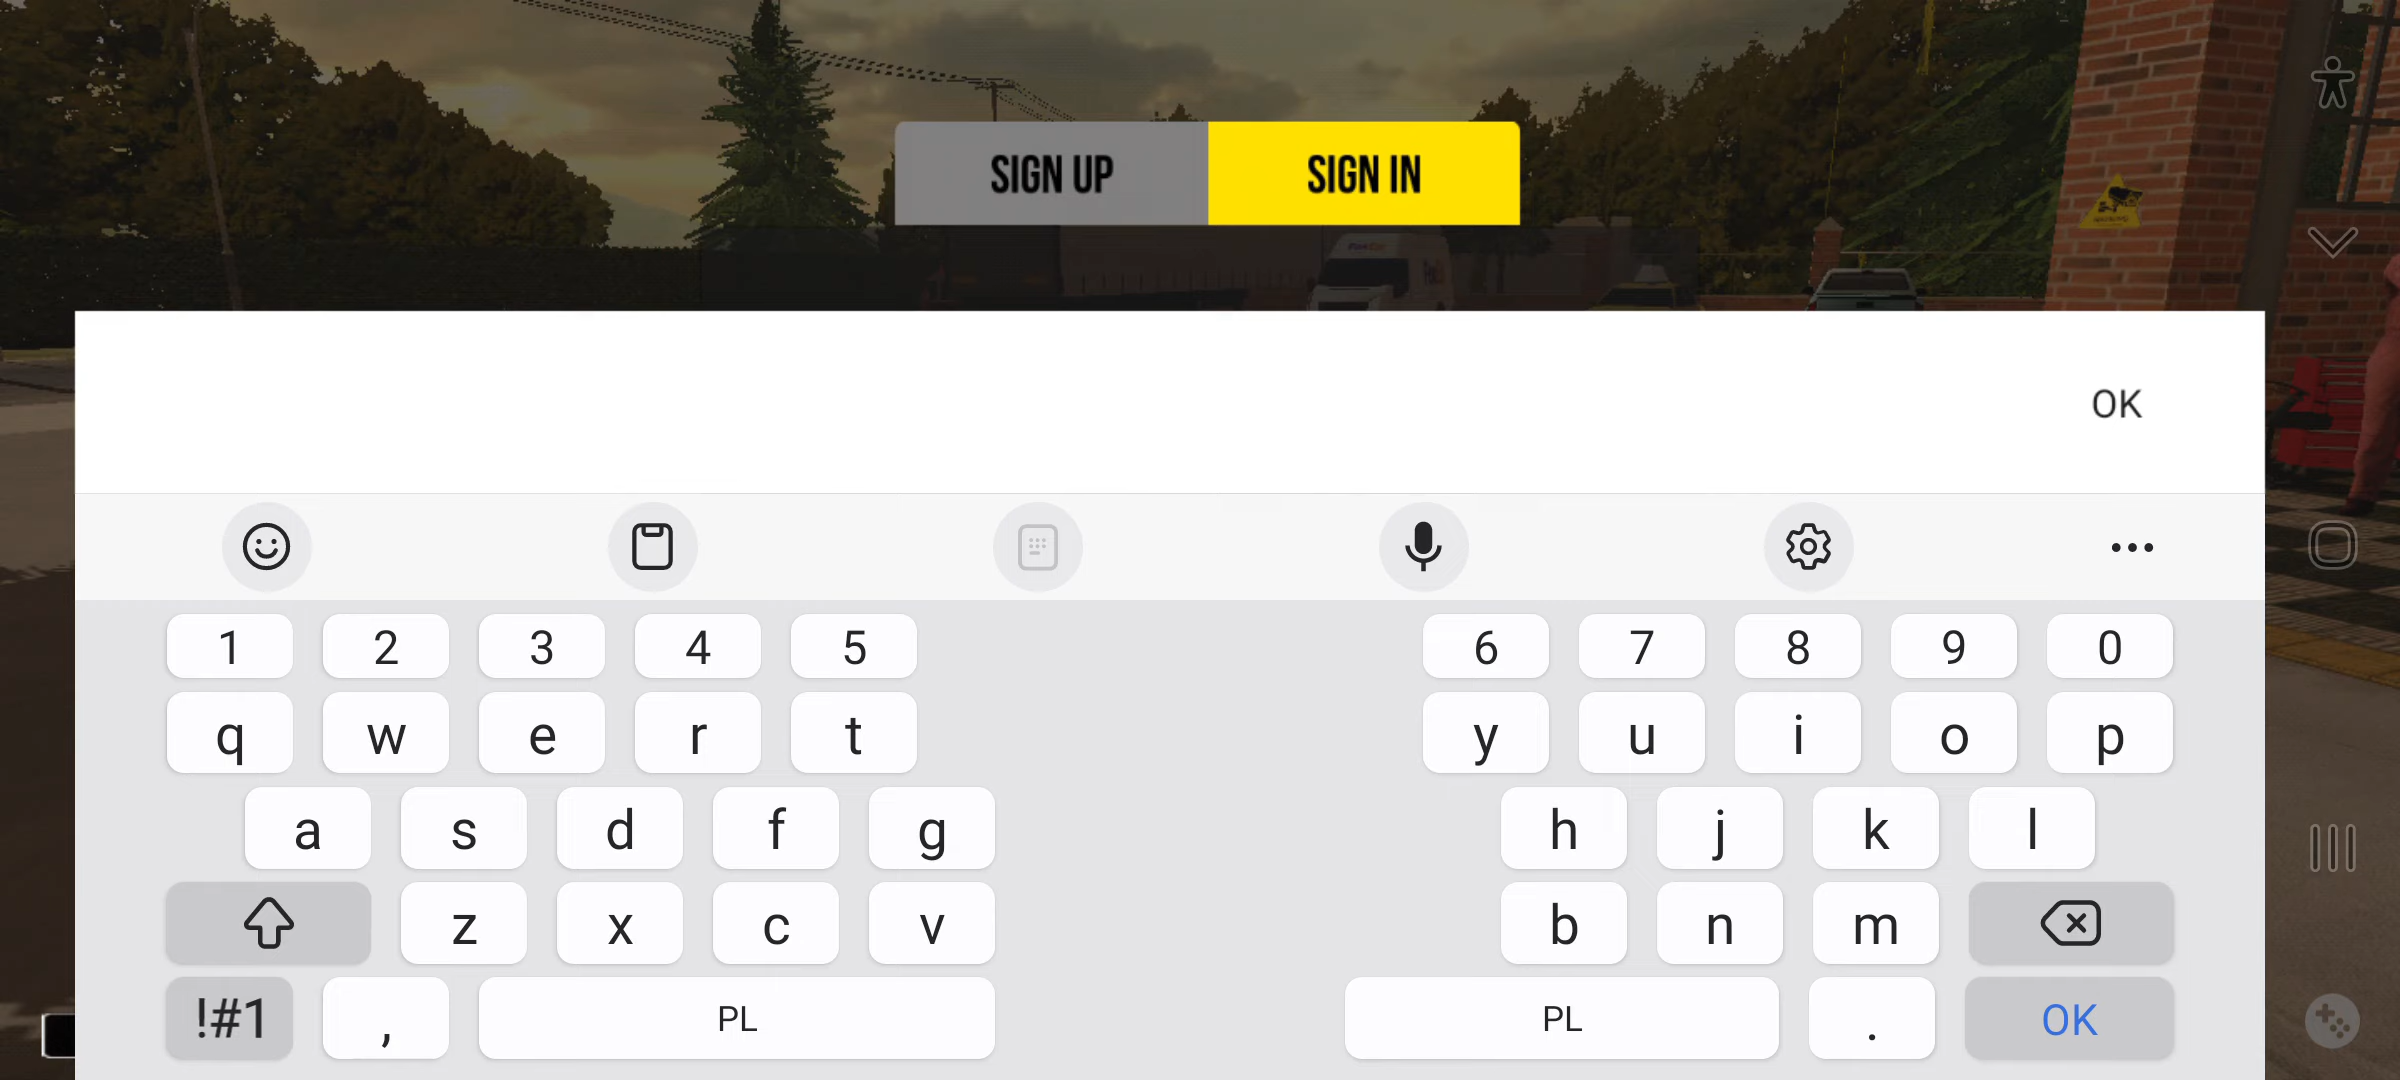 SIGN UP SIGN IN
OK
1 2 3 4 5 6 7 8 9 0
q w e r t y u i o p
a s d f g h j k l
z x c v b n m
!#1 , PL PL . OK